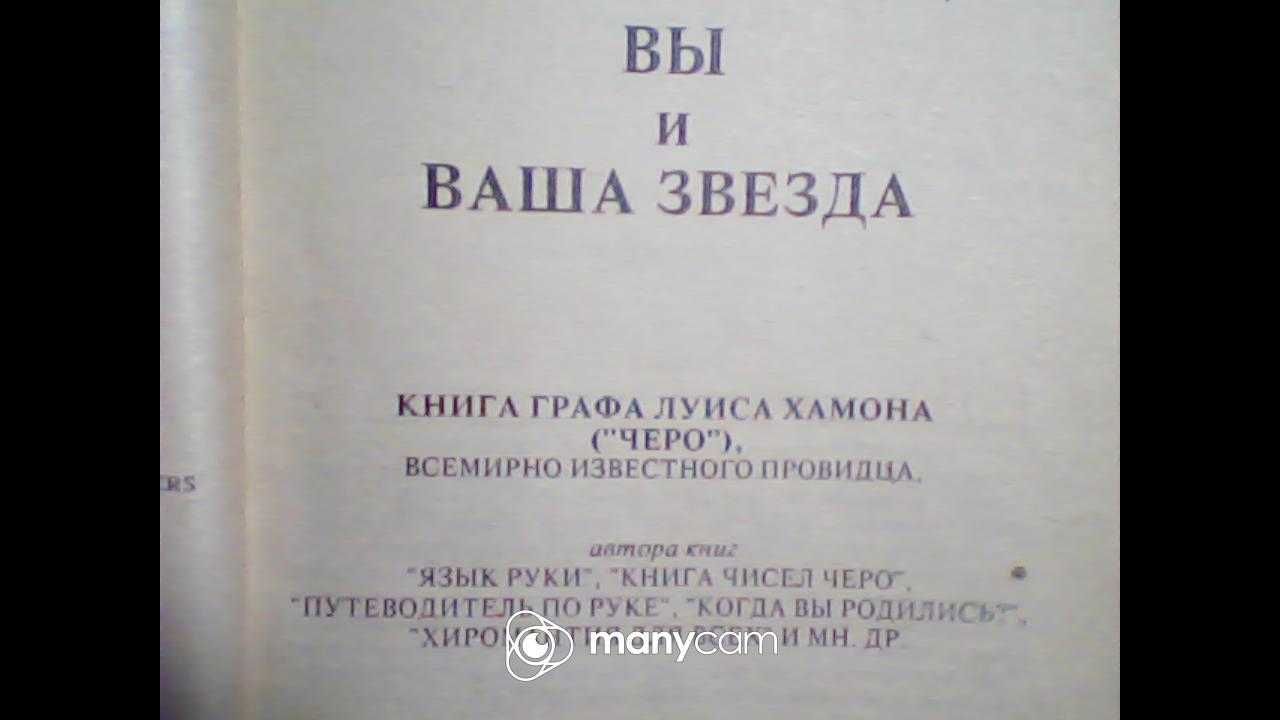 ВЫ
И
ВАША ЗВЕЗДА
КНИГА ГРАФА ЛУИСА ХАМОНА
("ЧЕРО"),
ВСЕМИРНО ИЗВЕСТНОГО ПРОВИДЦА,
автора книг
"ЯЗЫК РУКИ", "КНИГА ЧИСЕЛ ЧЕРО",
"ПУТЕВОДИТЕЛЬ ПО РУКЕ", "КОГДА ВЫ РОДИЛИСЬ?",
И МН. ДР.
manycam